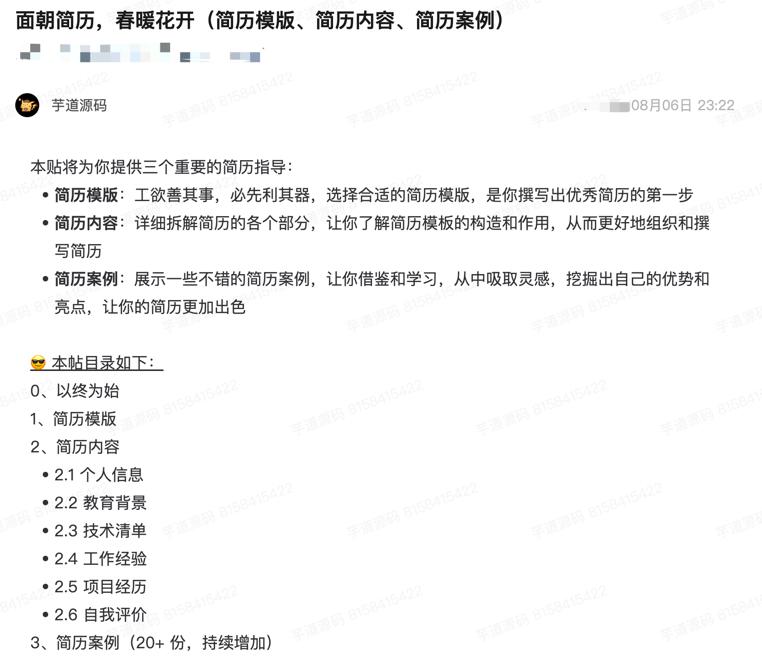 面朝简历，春暖花开（简历模版、简历内容、简历案例）
芋道源码
08月06日 23:22
本贴将为你提供三个重要的简历指导：
• 简历模版：工欲善其事，必先利其器，选择合适的简历模版，是你撰写出优秀简历的第一步
• 简历内容：详细拆解简历的各个部分，让你了解简历模板的构造和作用，从而更好地组织和撰
写简历
• 简历案例：展示一些不错的简历案例，让你借鉴和学习，从中吸取灵感，挖掘出自己的优势和
亮点，让你的简历更加出色
😎 本帖目录如下：
0、以终为始
1、简历模版
2、简历内容
• 2.1 个人信息
• 2.2 教育背景
• 2.3 技术清单
• 2.4 工作经验
• 2.5 项目经历
• 2.6 自我评价
3、简历案例（20+ 份，持续增加）
芋道源码 8158415422